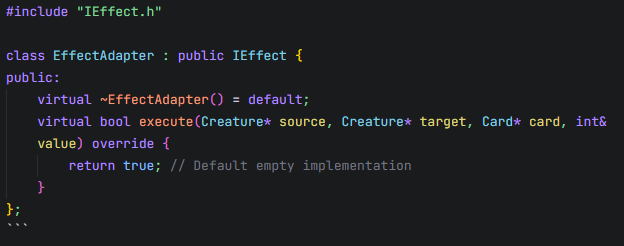 #include "IEffect.h"
class EffectAdapter : public IEffect {
public:
    virtual ~EffectAdapter() = default;
    virtual bool execute(Creature* source, Creature* target, Card* card, int&
    value) override {
        return true; // Default empty implementation
    }
};
```